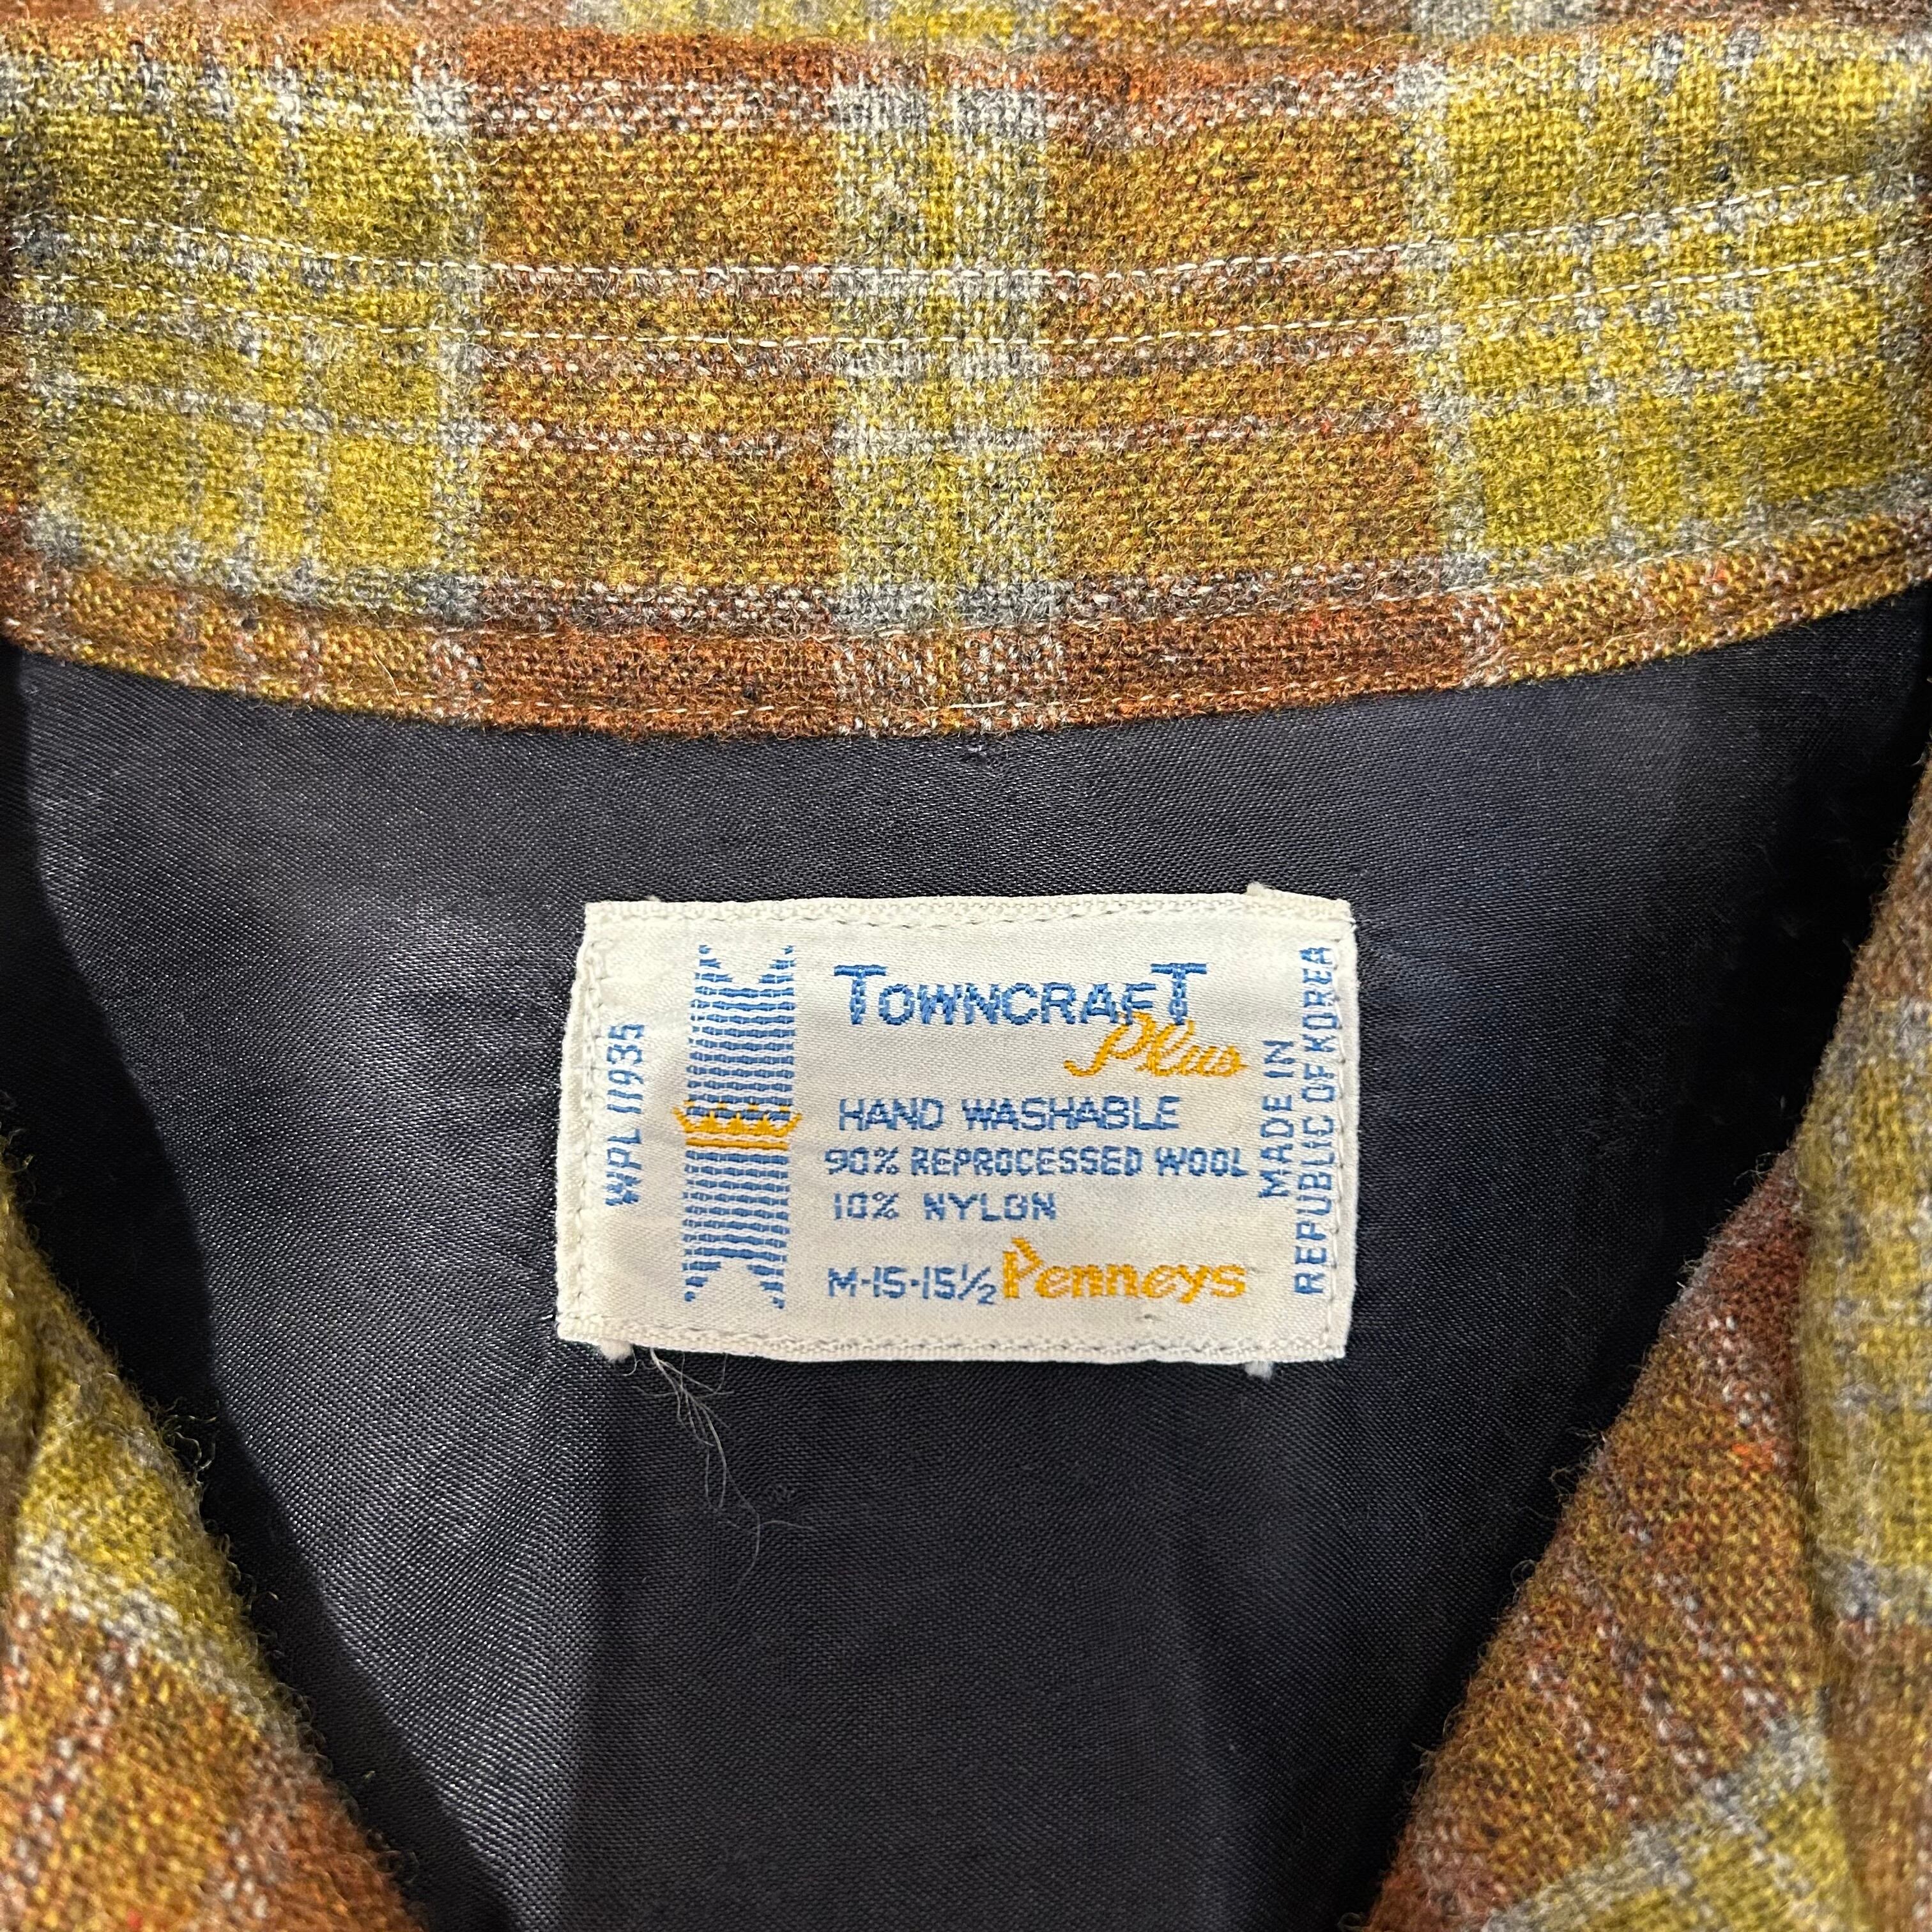 WPL 11935
TOWNCRAFT
Plus
HAND WASHABLE
90% REPROCESSED WOOL
10% NYLON
M-15-15½ Penneys
MADE IN
REPUBLIC OF KOREA